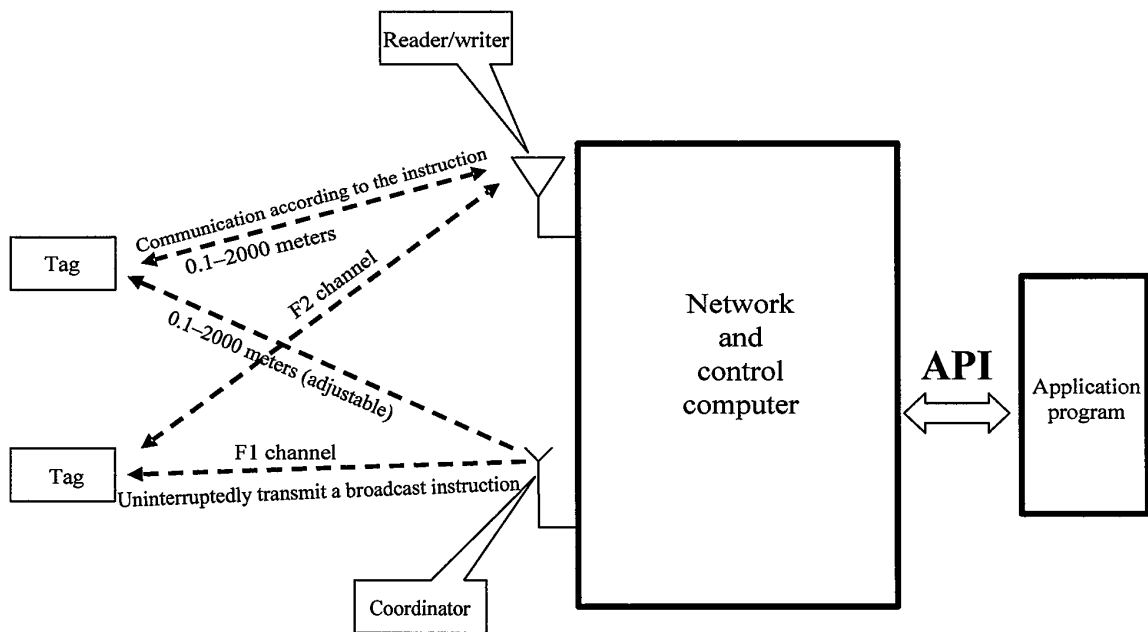 Reader/writer
Communication according to the instruction
0.1–2000 meters
Tag
F2 channel
0.1–2000 meters (adjustable)
Network
and
control
computer
API
Application
program
Tag
F1 channel
Uninterruptedly transmit a broadcast instruction
Coordinator